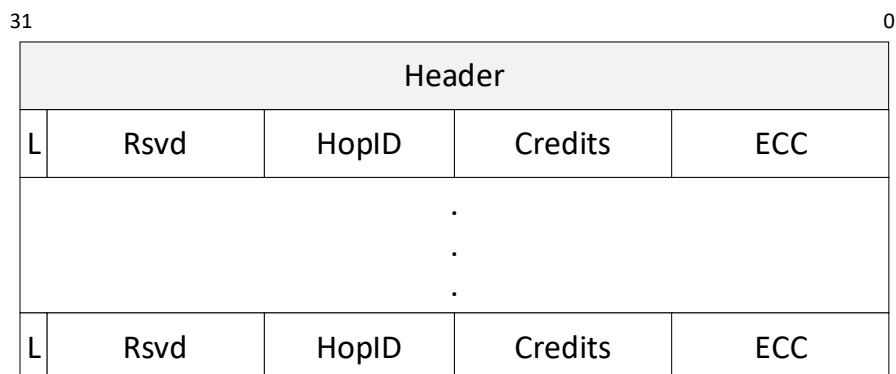 31 0
Header
L Rsvd HopID Credits ECC
.
.
.
L Rsvd HopID Credits ECC